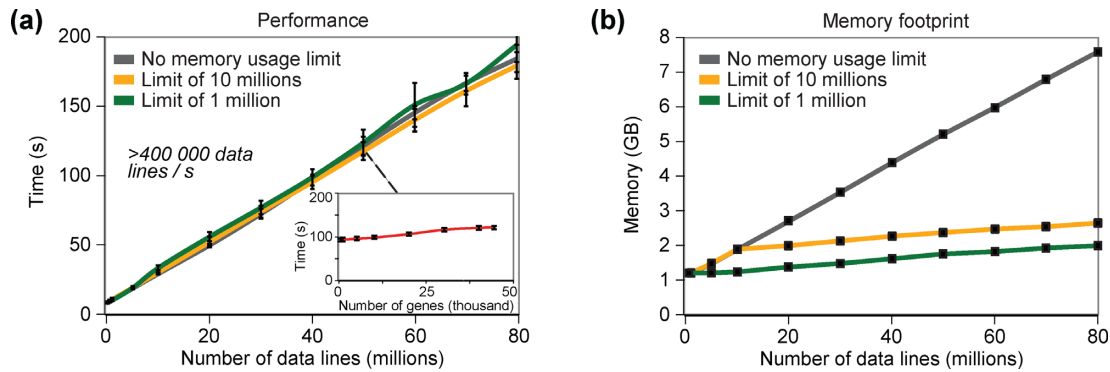 (a)
Performance
200
150
100
50
0
Time (s)
No memory usage limit
Limit of 10 millions
Limit of 1 million
>400 000 data
lines / s
200
100
0
Time (s)
0
25
50
Number of genes (thousand)
0
20
40
60
80
Number of data lines (millions)
(b)
Memory footprint
8
7
6
5
4
3
2
1
0
Memory (GB)
No memory usage limit
Limit of 10 millions
Limit of 1 million
0
10
20
30
40
50
60
70
80
Number of data lines (millions)